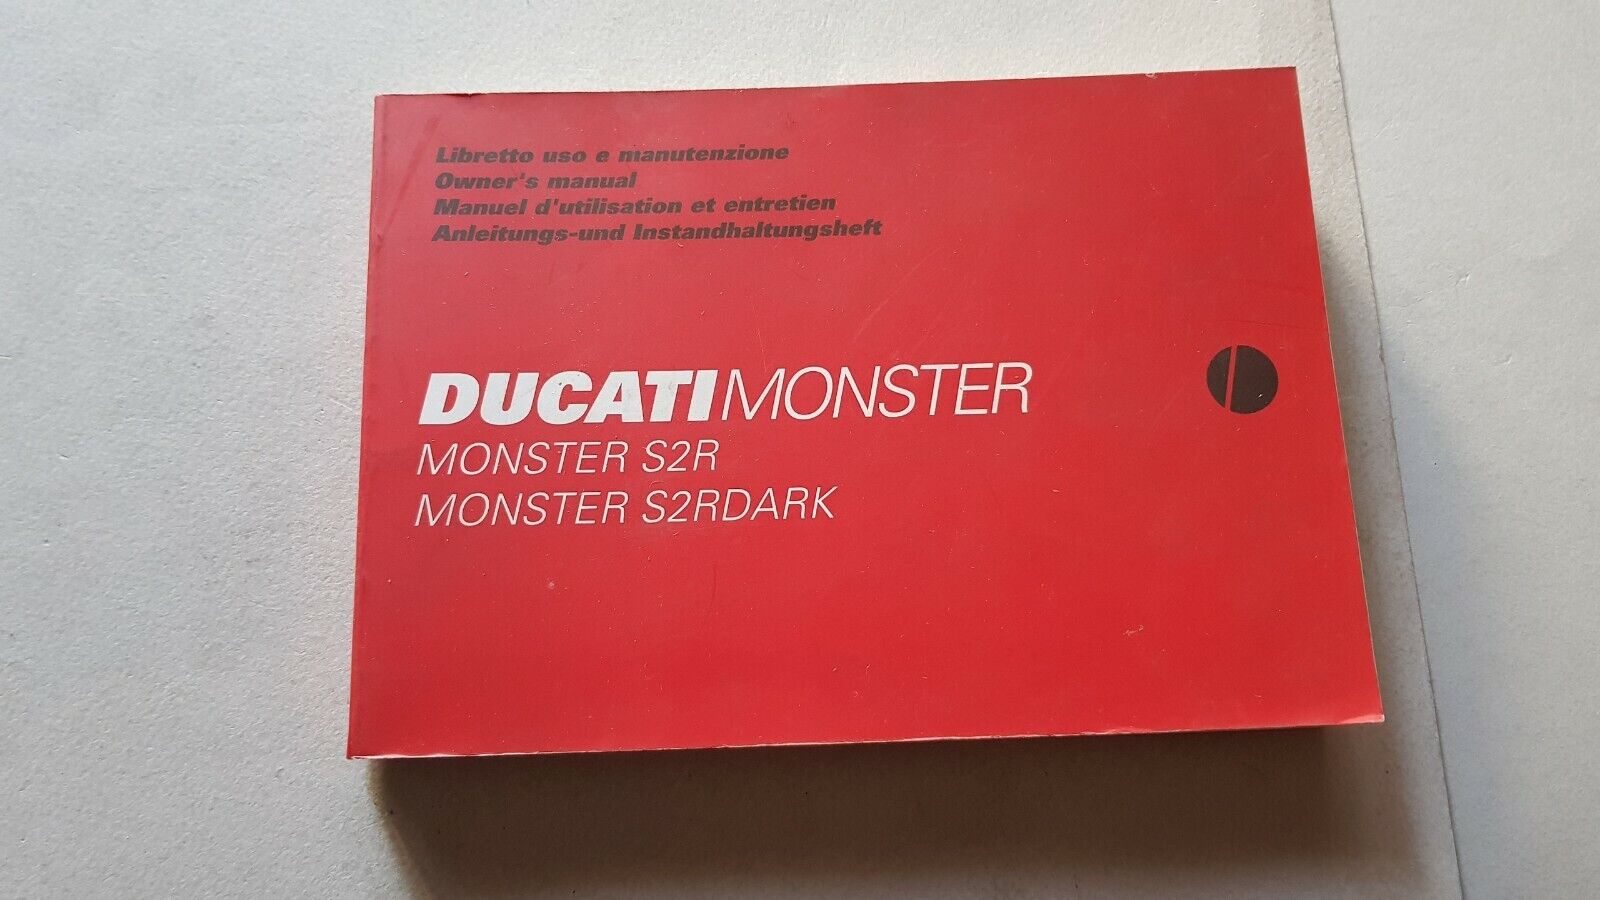 Libretto uso e manutenzione
Owner's manual
Manuel d'utilisation et entretien
Anleitungs-und Instandhaltungsheft
DUCATIMONSTER
MONSTER S2R
MONSTER S2RDARK